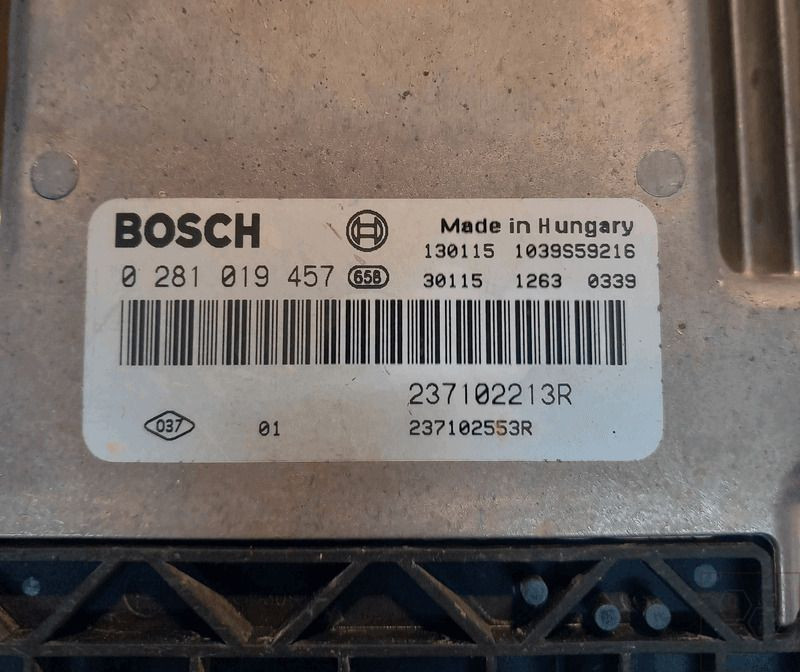 BOSCH
Made in Hungary
130115 1039S59216
0 281 019 457 658 30115 1263 0339
237102213R
037 01 237102553R